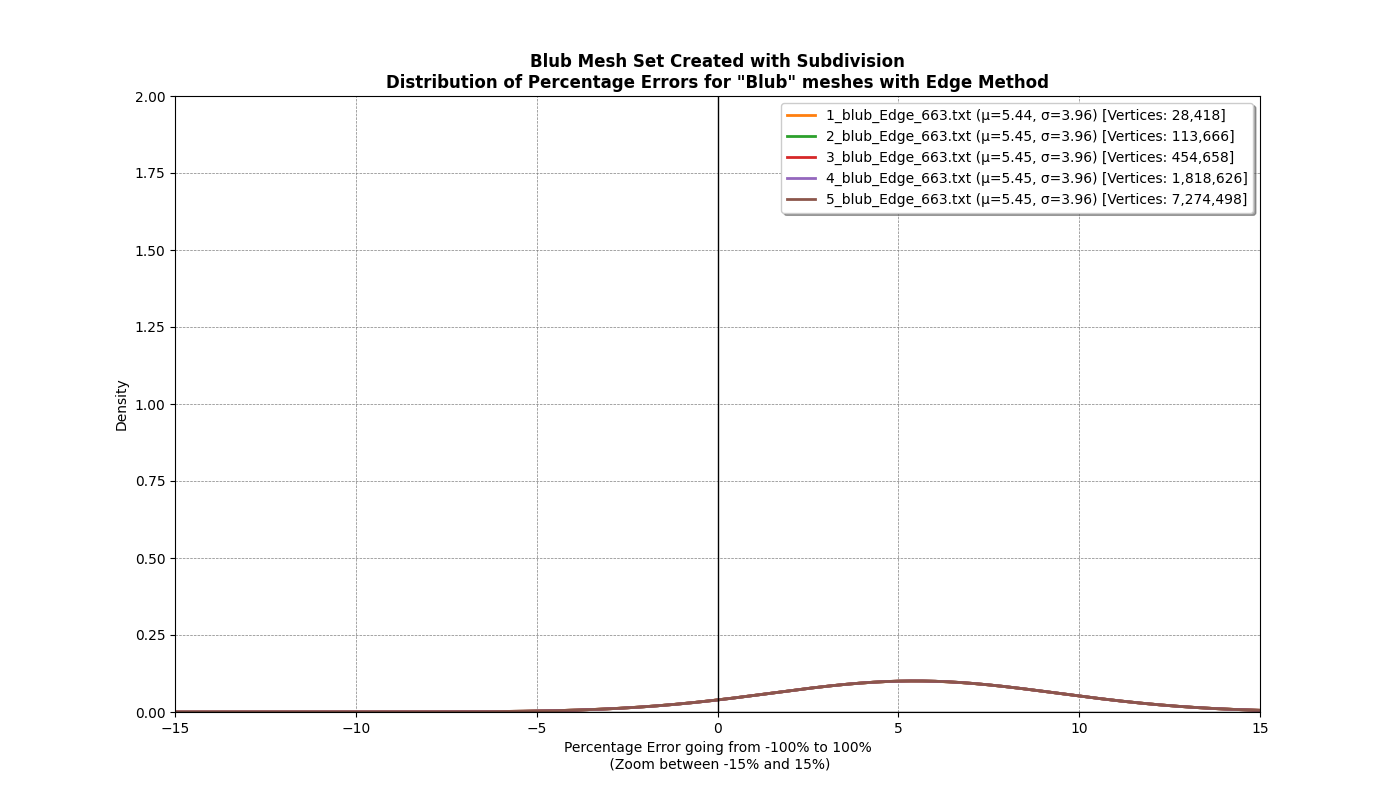 Blub Mesh Set Created with Subdivision
Distribution of Percentage Errors for "Blub" meshes with Edge Method
2.00
1.75
1.50
1.25
1.00
0.75
0.50
0.25
0.00
Density
1_blub_Edge_663.txt (μ=5.44, σ=3.96) [Vertices: 28,418]
2_blub_Edge_663.txt (μ=5.45, σ=3.96) [Vertices: 113,666]
3_blub_Edge_663.txt (μ=5.45, σ=3.96) [Vertices: 454,658]
4_blub_Edge_663.txt (μ=5.45, σ=3.96) [Vertices: 1,818,626]
5_blub_Edge_663.txt (μ=5.45, σ=3.96) [Vertices: 7,274,498]
−15 −10 −5 0 5 10 15
Percentage Error going from -100% to 100%
(Zoom between -15% and 15%)